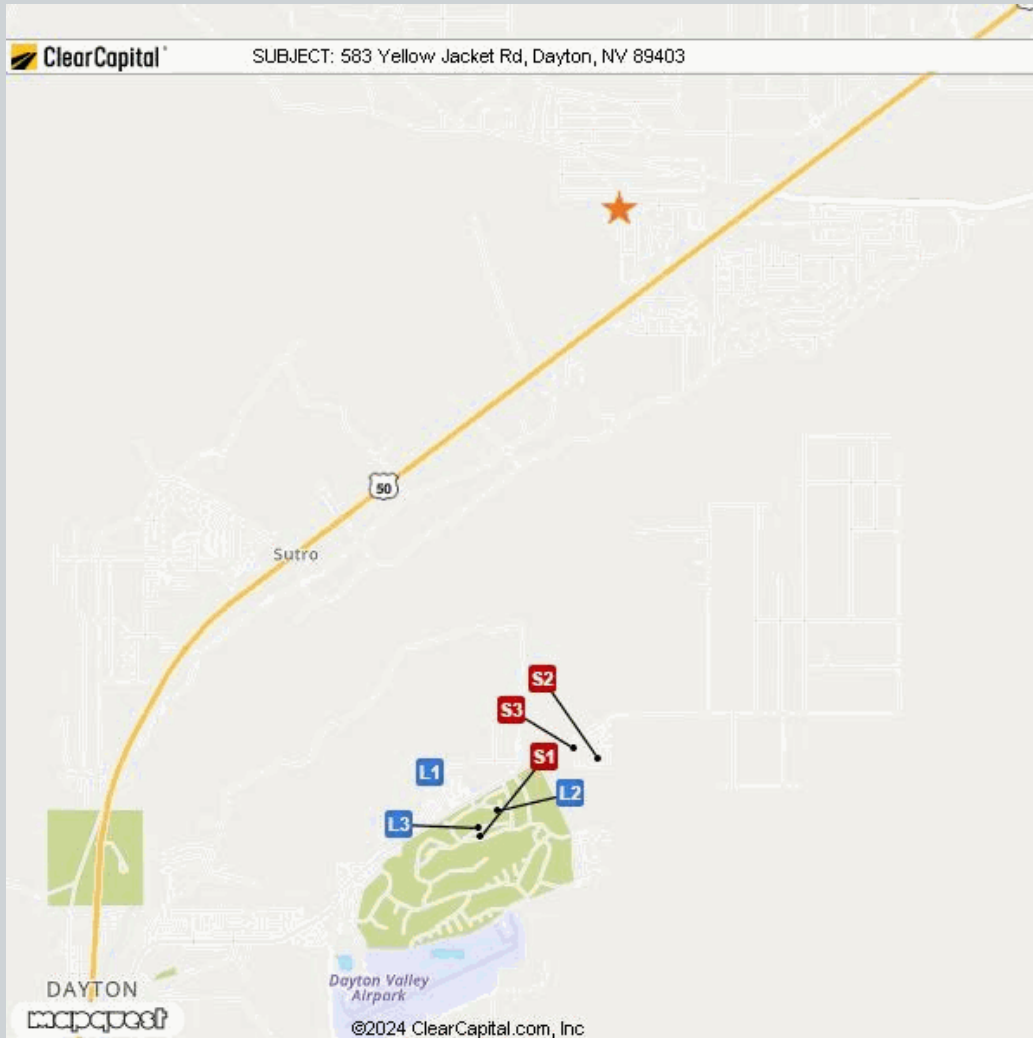 ClearCapital
SUBJECT: 583 Yellow Jacket Rd, Dayton, NV 89403
50
Sutro
S2
S3
S1
L1
L2
L3
Dayton Valley
Airpark
DAYTON
mapquest
©2024 ClearCapital.com, Inc